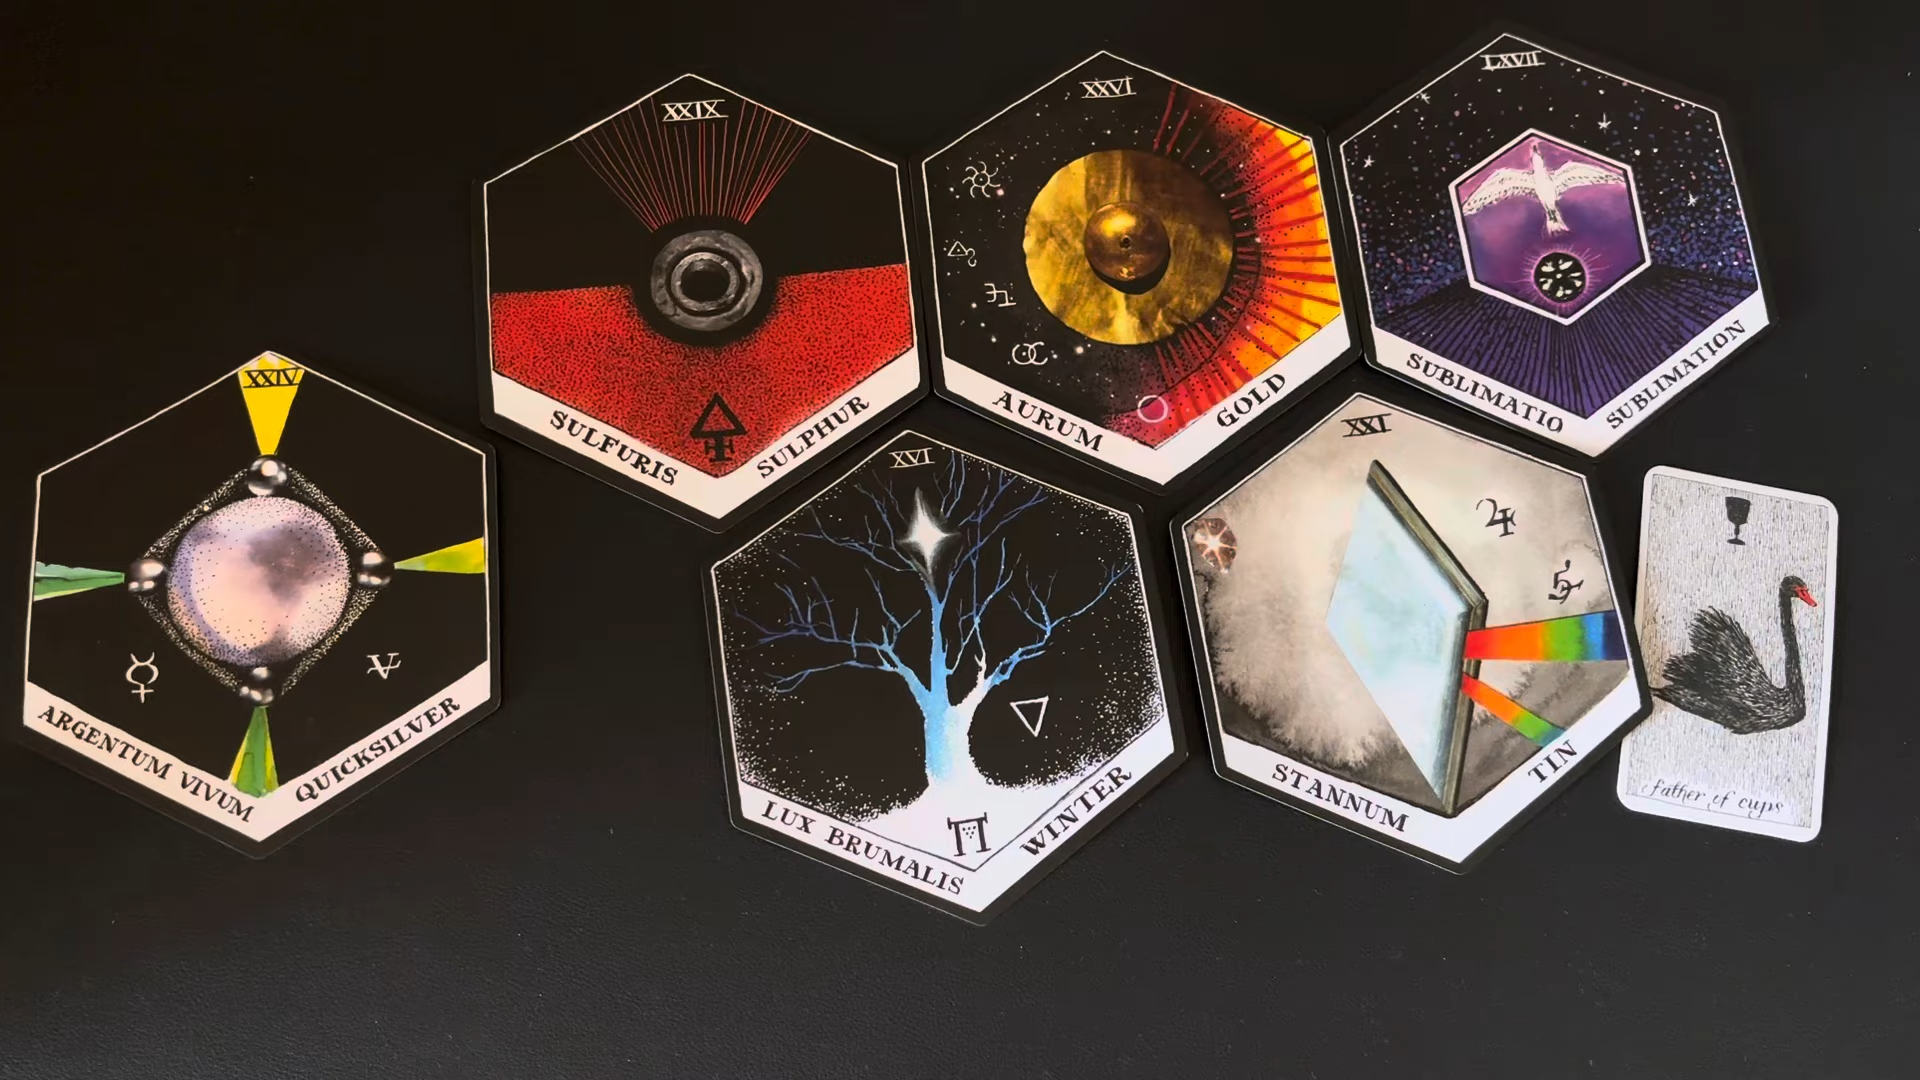 XXIX
SULFURIS
SULPHUR
XXVI
AURUM
GOLD
LXVII
SUBLIMATIO
SUBLIMATION
XXIV
ARGENTUM VIVUM
QUICKSILVER
XVI
LUX BRUMALIS
WINTER
XXI
STANNUM
TIN
father of cups